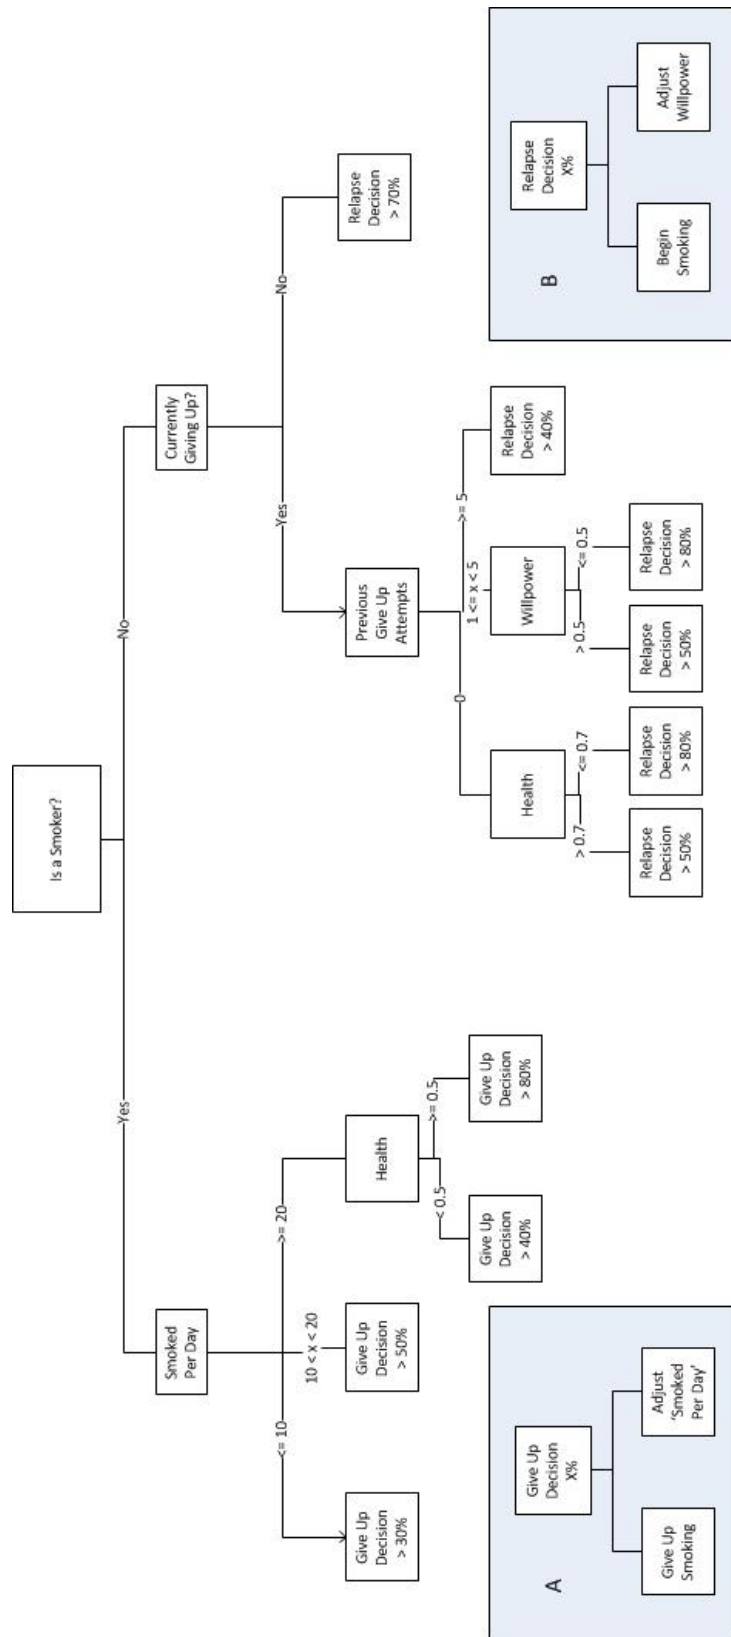 Is a Smoker?
Yes
No
Smoked
Per Day
Currently
Giving Up?
<= 10
10 < x < 20
>= 20
Yes
No
Give Up
Decision
> 30%
Give Up
Decision
> 50%
Health
Previous
Give Up
Attempts
Relapse
Decision
> 70%
< 0.5
>= 0.5
0
1 <= x < 5
>= 5
Give Up
Decision
> 40%
Give Up
Decision
> 80%
Health
Willpower
Relapse
Decision
> 40%
> 0.7
<= 0.7
> 0.5
<= 0.5
Relapse
Decision
> 50%
Relapse
Decision
> 80%
Relapse
Decision
> 50%
Relapse
Decision
> 80%
A
Give Up
Decision
X%
Give Up
Smoking
Adjust
'Smoked
Per Day'
B
Relapse
Decision
X%
Begin
Smoking
Adjust
Willpower